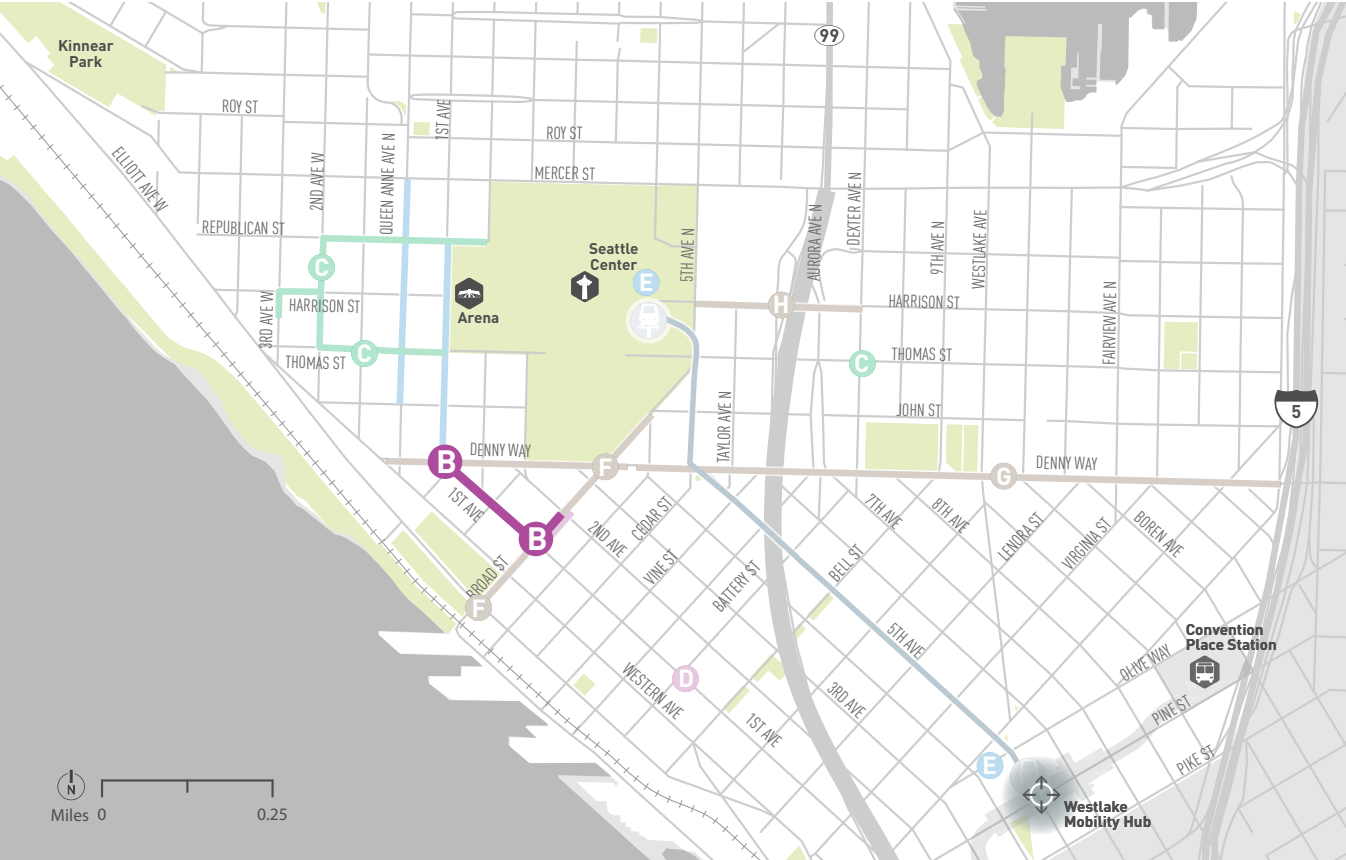 99
Kinnear
Park
ROY ST
1ST AVE
ROY ST
ELLIOTT AVE W
2ND AVE W
QUEEN ANNE AVE N
MERCER ST
REPUBLICAN ST
Seattle
Center
5TH AVE N
AURORA AVE N
DEXTER AVE N
9TH AVE N
WESTLAKE AVE
C
E
3RD AVE W
HARRISON ST
Arena
H
HARRISON ST
FAIRVIEW AVE N
THOMAS ST
C
C
THOMAS ST
TAYLOR AVE N
JOHN ST
5
B
DENNY WAY
F
G
DENNY WAY
1ST AVE
B
2ND AVE
CEDAR ST
VINE ST
BATTERY ST
BELL ST
7TH AVE
8TH AVE
LENORA ST
VIRGINIA ST
BOREN AVE
BROAD ST
F
5TH AVE
Convention
Place Station
OLIVE WAY
WESTERN AVE
D
3RD AVE
1ST AVE
PINE ST
PIKE ST
E
Westlake
Mobility Hub
N
Miles 0 0.25